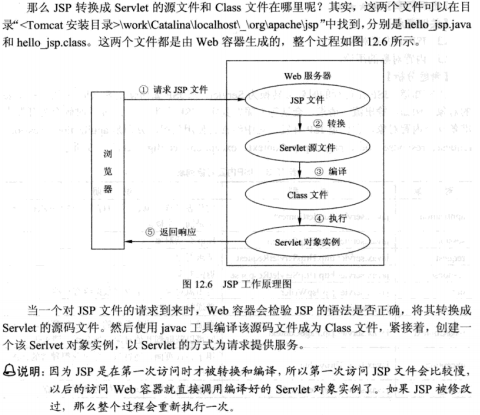 那么 JSP 转换成 Servlet 的源文件和 Class 文件在哪里呢？其实，这两个文件可以在目
录“<Tomcat 安装目录>\work\Catalina\localhost\_\org\apache\jsp”中找到，分别是 hello_jsp.java
和 hello_jsp.class。这两个文件都是由 Web 容器生成的，整个过程如图 12.6 所示。
Web 服务器
① 请求 JSP 文件
JSP 文件
② 转换
Servlet 源文件
浏览器
③ 编译
Class 文件
④ 执行
⑤ 返回响应
Servlet 对象实例
图 12.6 JSP 工作原理图
当一个对 JSP 文件的请求到来时，Web 容器会检验 JSP 的语法是否正确，将其转换成
Servlet 的源码文件。然后使用 javac 工具编译该源码文件成为 Class 文件，紧接着，创建一
个该 Serlvet 对象实例，以 Servlet 的方式为请求提供服务。
说明：因为 JSP 是在第一次访问时才被转换和编译，所以第一次访问 JSP 文件会比较慢，
以后的访问 Web 容器就直接调用编译好的 Servlet 对象实例了。如果 JSP 被修改
过，那么整个过程会重新执行一次。